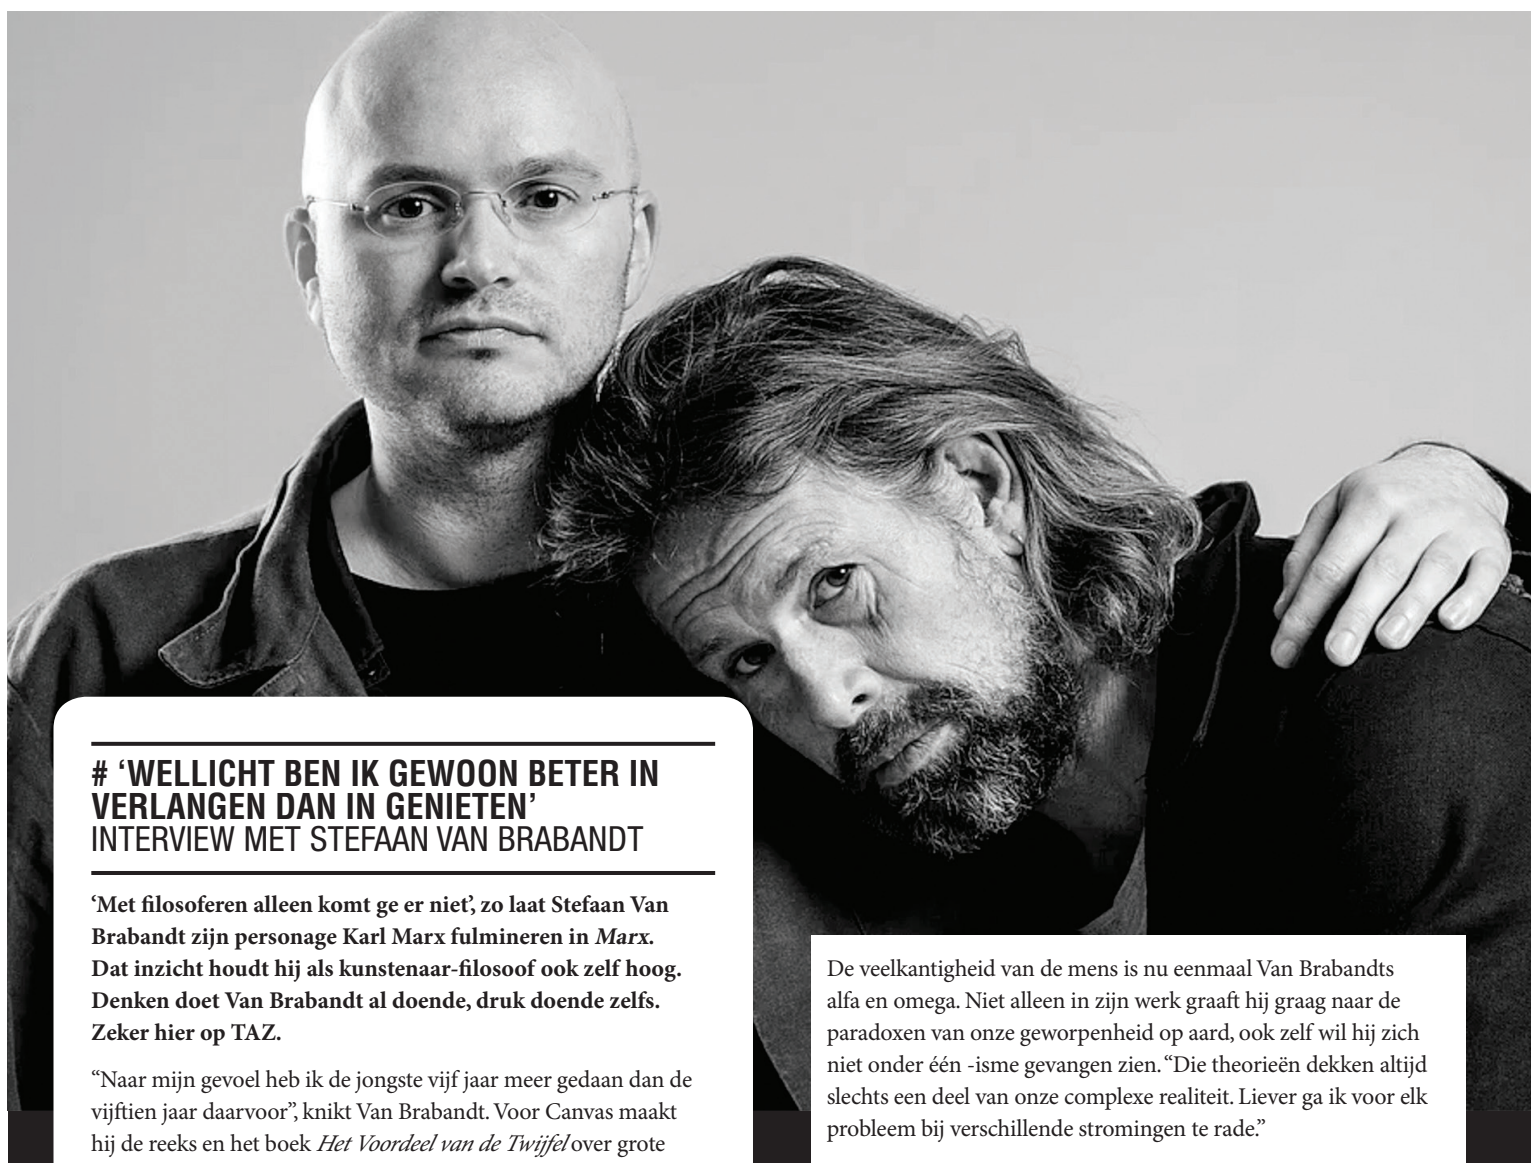 # ‘WELLICHT BEN IK GEWOON BETER IN
VERLANGEN DAN IN GENIETEN’
INTERVIEW MET STEFAAN VAN BRABANDT
‘Met filosoferen alleen komt ge er niet’, zo laat Stefaan Van
Brabandt zijn personage Karl Marx fulmineren in Marx.
Dat inzicht houdt hij als kunstenaar-filosoof ook zelf hoog.
Denken doet Van Brabandt al doende, druk doende zelfs.
Zeker hier op TAZ.
“Naar mijn gevoel heb ik de jongste vijf jaar meer gedaan dan de
vijftien jaar daarvoor”, knikt Van Brabandt. Voor Canvas maakt
hij de reeks en het boek Het Voordeel van de Twijfel over grote
De veelkantigheid van de mens is nu eenmaal Van Brabandts
alfa en omega. Niet alleen in zijn werk graaft hij graag naar de
paradoxen van onze geworpenheid op aard, ook zelf wil hij zich
niet onder één -isme gevangen zien. “Die theorieën dekken altijd
slechts een deel van onze complexe realiteit. Liever ga ik voor elk
probleem bij verschillende stromingen te rade.”